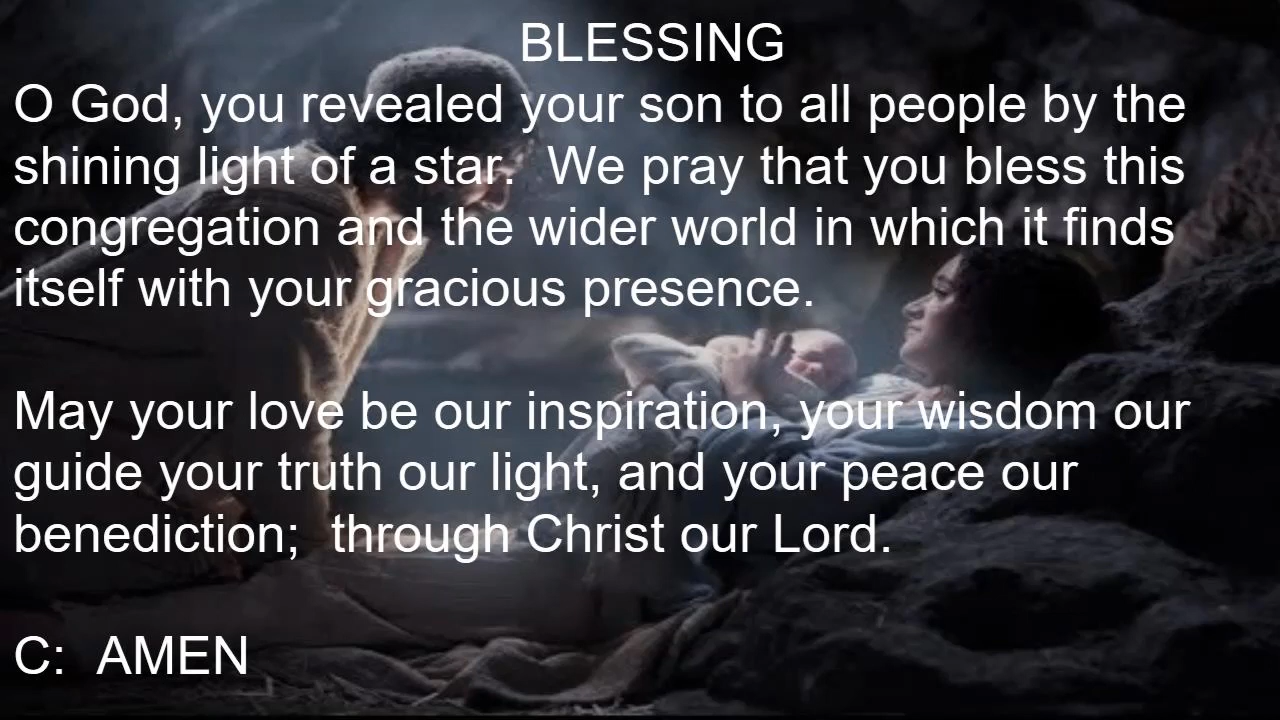 BLESSING
O God, you revealed your son to all people by the
shining light of a star.  We pray that you bless this
congregation and the wider world in which it finds
itself with your gracious presence.
May your love be our inspiration, your wisdom our
guide your truth our light, and your peace our
benediction;  through Christ our Lord.
C:  AMEN